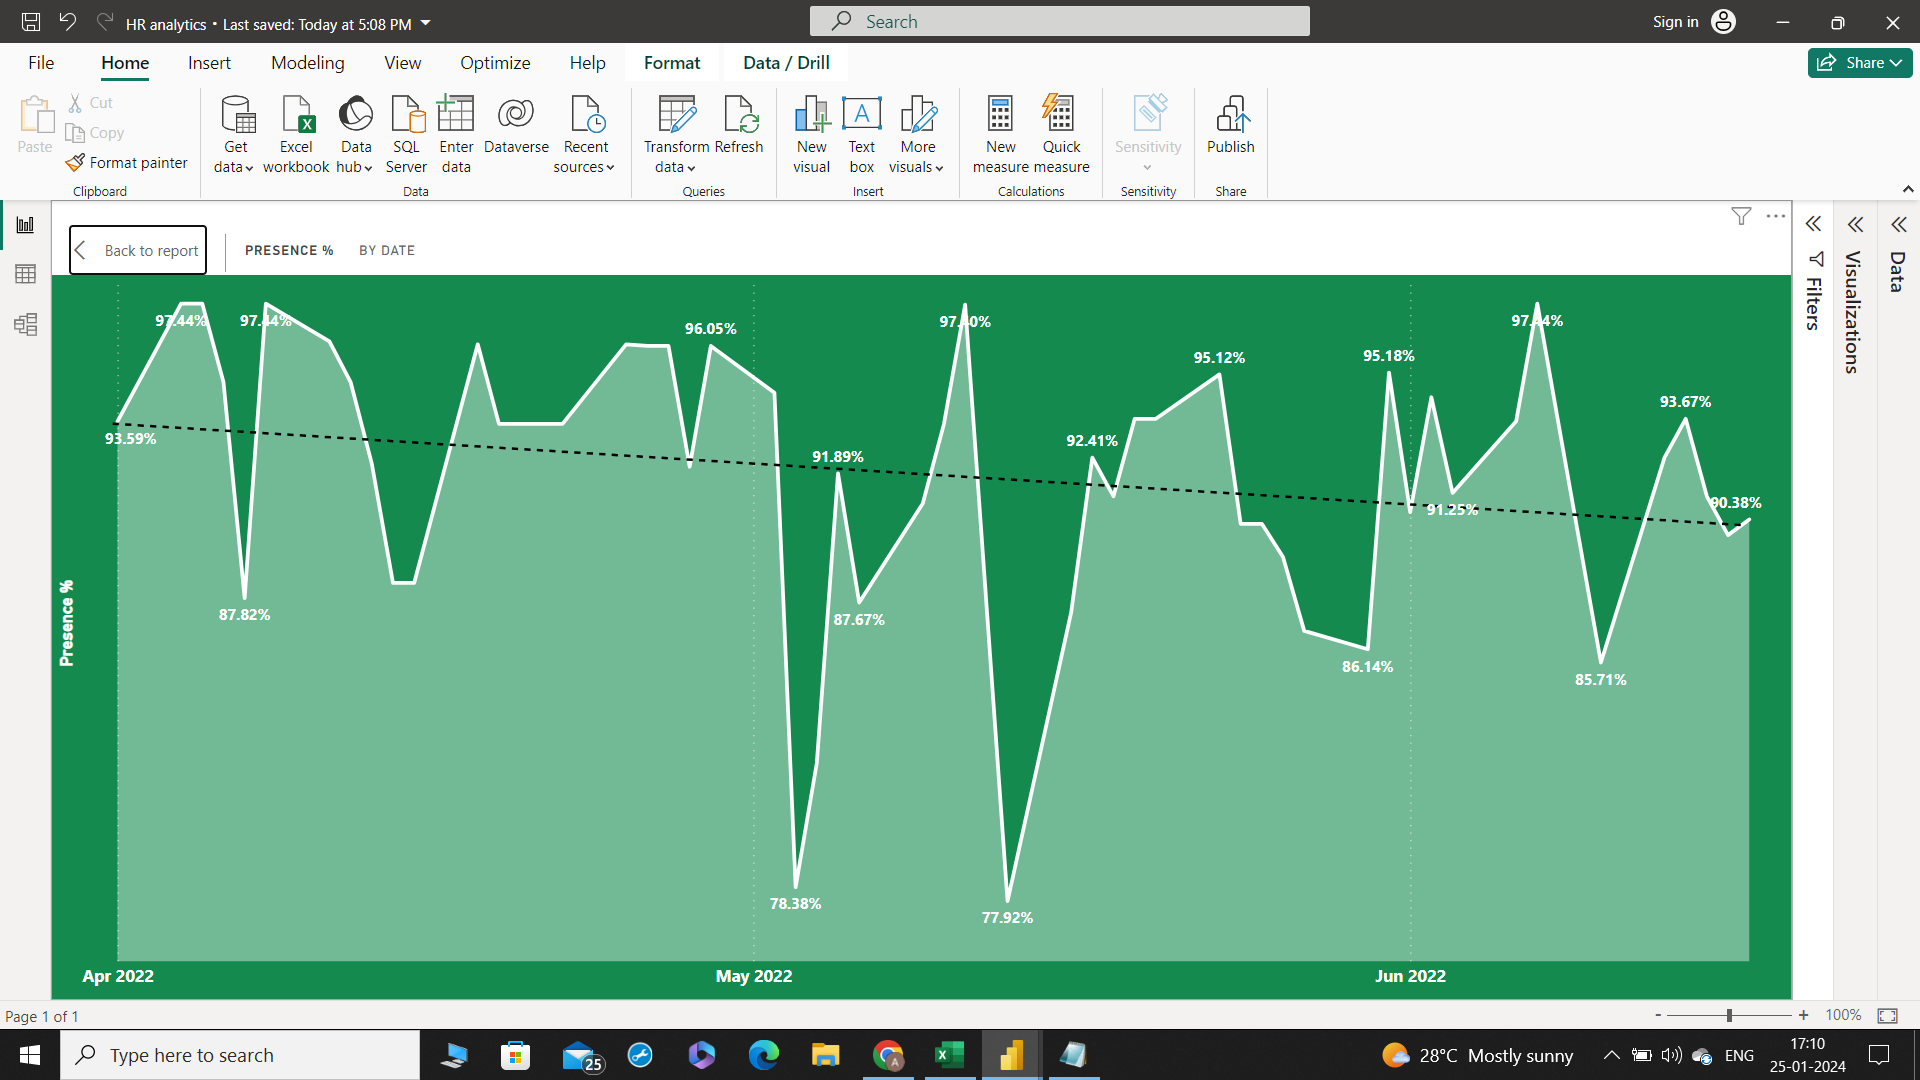 HR analytics • Last saved: Today at 5:08 PM
Search
Sign in
File Home Insert Modeling View Optimize Help Format Data / Drill
Share
Paste
Cut
Copy
Format painter
Clipboard
Get data
Excel workbook
Data hub
SQL Server
Enter data
Dataverse
Recent sources
Data
Transform data
Refresh
Queries
New visual
Text box
More visuals
Insert
New measure
Quick measure
Calculations
Sensitivity
Sensitivity
Publish
Share
Back to report
PRESENCE %
BY DATE
Filters
Visualizations
Data
Presence %
97.44%
97.44%
96.05%
97.40%
95.12%
95.18%
97.44%
93.67%
93.59%
91.89%
92.41%
91.25%
90.38%
87.82%
87.67%
86.14%
85.71%
78.38%
77.92%
Apr 2022
May 2022
Jun 2022
Page 1 of 1
- + 100%
Type here to search
25
A
28°C Mostly sunny
ENG
17:10
25-01-2024